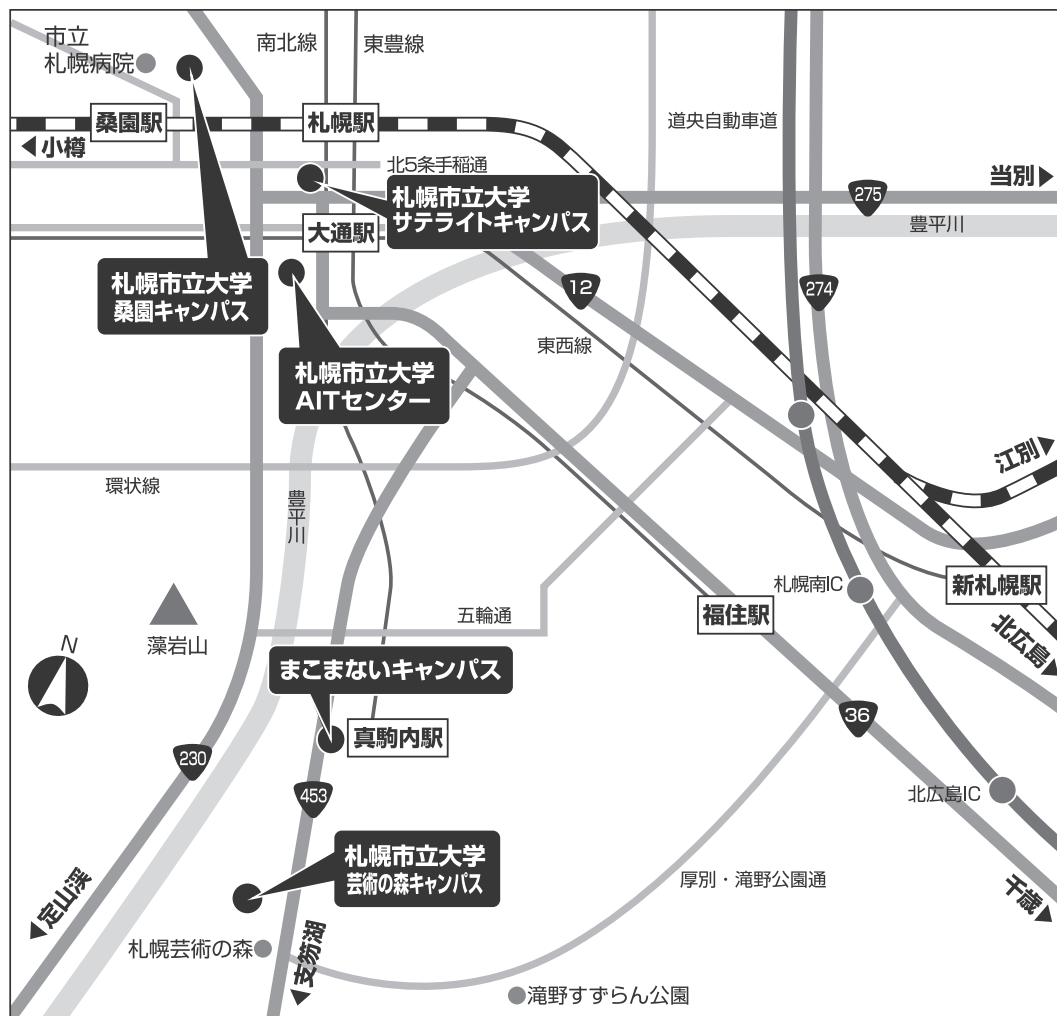 市立
札幌病院
南北線
東豊線
桑園駅
札幌駅
道央自動車道
小樽
北5条手稲通
当別
札幌市立大学
サテライトキャンパス
275
豊平川
大通駅
札幌市立大学
桑園キャンパス
12
274
東西線
札幌市立大学
AITセンター
江別
環状線
豊平川
札幌南IC
新札幌駅
福住駅
五輪通
北広島
N
藻岩山
まこまないキャンパス
真駒内駅
36
230
453
北広島IC
札幌市立大学
芸術の森キャンパス
厚別・滝野公園通
千歳
定山渓
札幌芸術の森
支笏湖
滝野すずらん公園